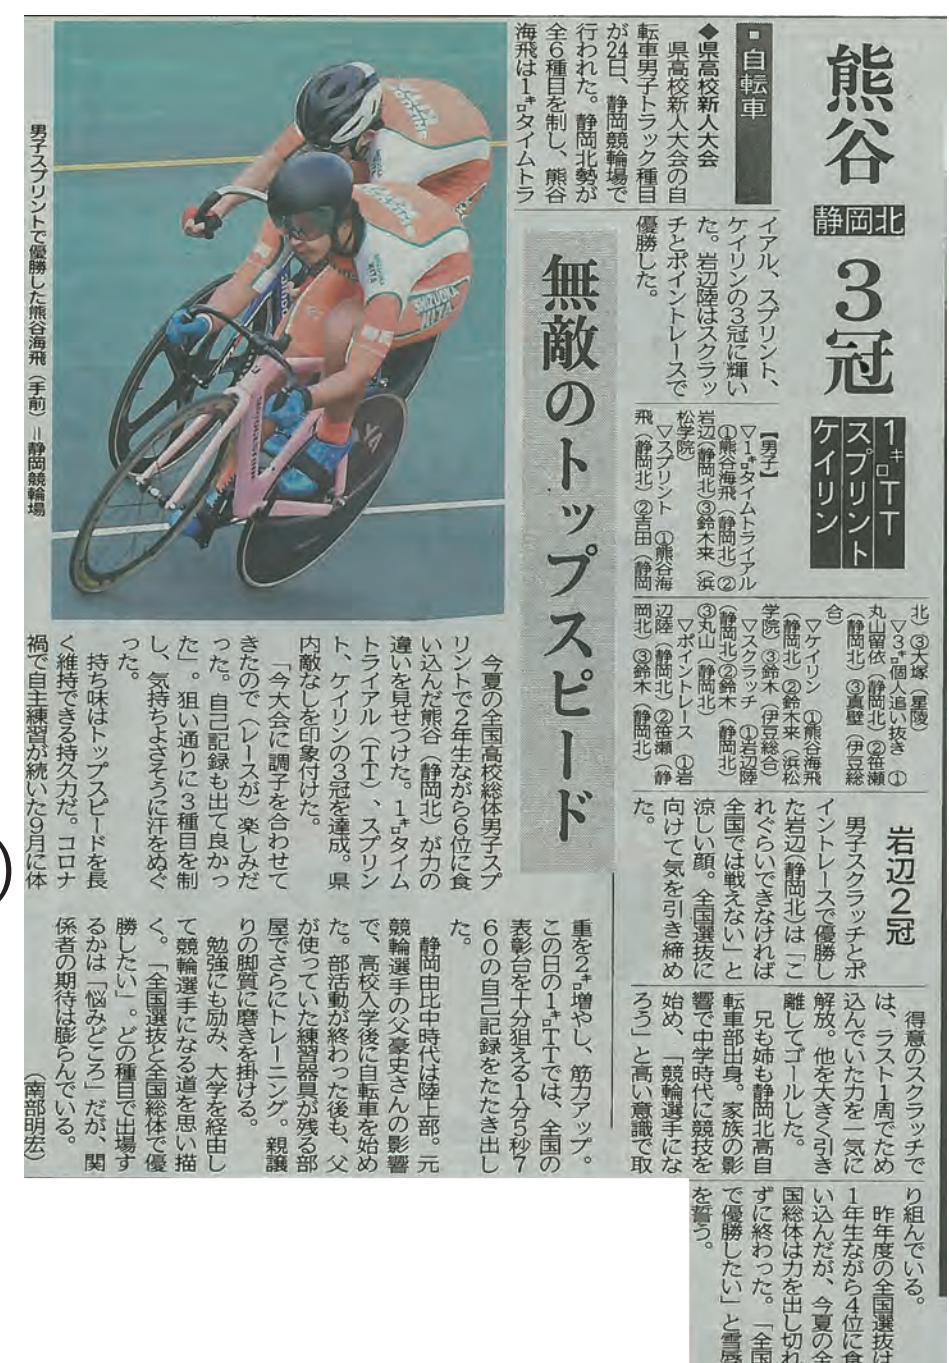 熊谷 静岡北 3冠
1㌔TT
スプリント
ケイリン
無敵のトップスピード
■自転車
◆県高校新人大会
県高校新人大会の自
転車男子トラック種目
が24日、静岡競輪場で
行われた。静岡北勢が
全6種目を制し、熊谷
海飛は1㌔タイムトラ
イアル、スプリント、
ケイリンの3冠に輝い
た。岩辺陸はスクラッ
チとポイントレースで
優勝した。
【男子】
▽1㌔タイムトライアル
①熊谷海飛(静岡北)②
岩辺(静岡北)③鈴木来(浜
松学院)
▽スプリント ①熊谷海
飛(静岡北)②吉田(静岡
北)③大塚(星陵)
▽3㌔個人追い抜き ①
丸山留依(静岡北)②笹瀬
(静岡北)③真壁(伊豆総
合)
▽ケイリン ①熊谷海飛
(静岡北)②鈴木来(浜松
学院)③鈴木(伊豆総合)
▽スクラッチ ①岩辺陸
(静岡北)②鈴木(静岡北)
③丸山(静岡北)
▽ポイントレース ①岩
辺陸(静岡北)②笹瀬(静
岡北)③鈴木(静岡北)
男子スプリントで優勝した熊谷海飛(手前)=静岡競輪場
SHIZUOKA
KITA
今夏の全国高校総体男子スプ
リントで2年生ながら6位に食
い込んだ熊谷(静岡北)が力の
違いを見せつけた。1㌔タイム
トライアル(TT)、スプリン
ト、ケイリンの3冠を達成。県
内敵なしを印象付けた。
「今大会に調子を合わせて
きたので(レースが)楽しみだ
った。自己記録も出て良かっ
た」。狙い通りに3種目を制
し、気持ちよさそうに汗をぬぐ
った。
持ち味はトップスピードを長
く維持できる持久力だ。コロナ
禍で自主練習が続いた9月に体
重を2㌔増やし、筋力アップ。
この日の1㌔TTでは、全国の
表彰台を十分狙える1分5秒7
60の自己記録をたたき出し
た。
静岡由比中時代は陸上部。元
競輪選手の父豪史さんの影響
で、高校入学後に自転車を始め
た。部活動が終わった後も、父
が使っていた練習器具が残る部
屋でさらにトレーニング。親譲
りの脚質に磨きを掛ける。
勉強にも励み、大学を経由し
て競輪選手になる道を思い描
く。「全国選抜と全国総体で優
勝したい」。どの種目で出場す
るかは「悩みどころ」だが、関
係者の期待は膨らんでいる。
(南部明宏)
岩辺2冠
男子スクラッチとポ
イントレースで優勝し
た岩辺(静岡北)は「こ
れぐらいできなければ
全国では戦えない」と
涼しい顔。全国選抜に
向けて気を引き締め
た。
得意のスクラッチで
は、ラスト1周でため
込んでいた力を一気に
解放。他を大きく引き
離してゴールした。
兄も姉も静岡北高自
転車部出身。家族の影
響で中学時代に競技を
始め、「競輪選手にな
ろう」と高い意識で取
り組んでいる。
昨年度の全国選抜は
1年生ながら4位に食
い込んだが、今夏の全
国総体は力を出し切れ
ずに終わった。「全国
で優勝したい」と雪辱
を誓う。